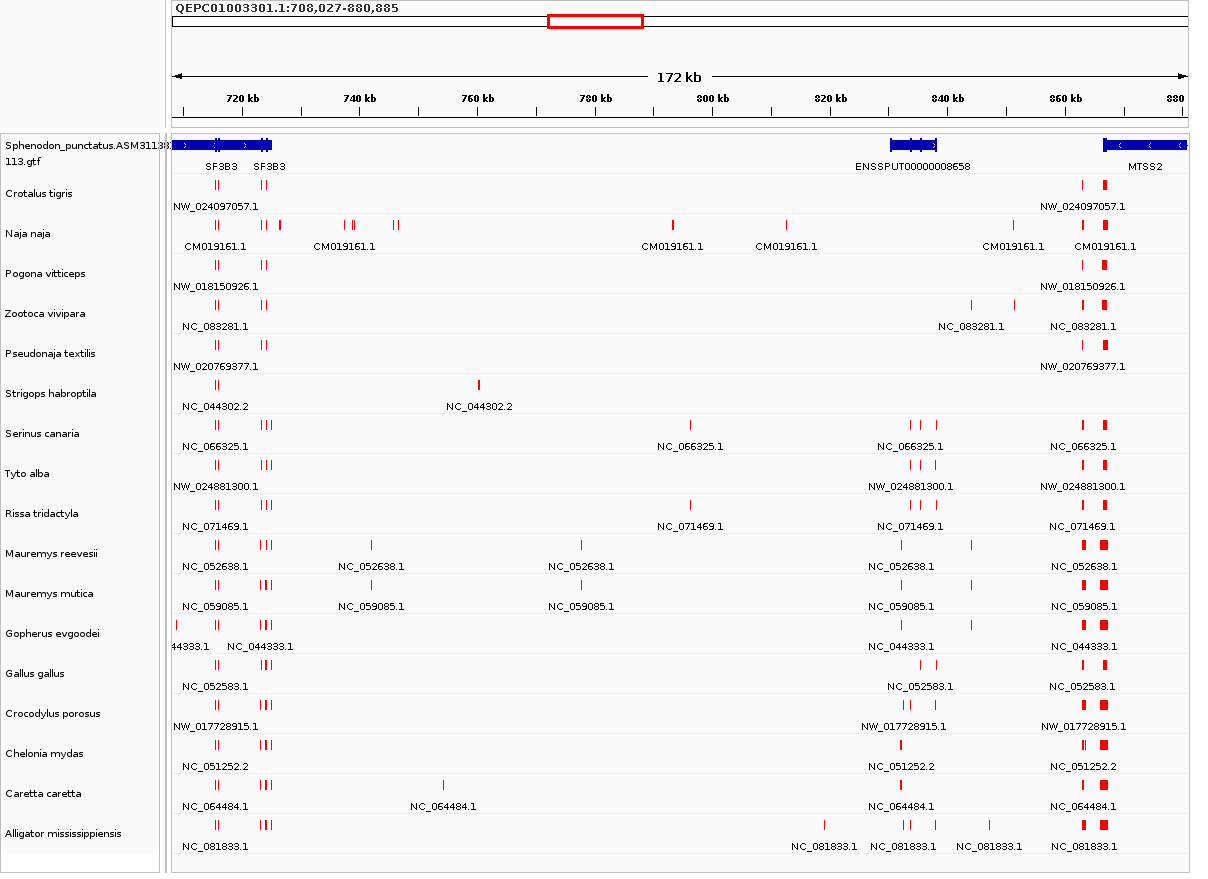 QEPC01003301.1:708,027-880,885
172 kb
720 kb 740 kb 760 kb 780 kb 800 kb 820 kb 840 kb 860 kb 880
Sphenodon_punctatus.ASM31138
113.gtf
SF3B3 SF3B3 ENSSPUT00000008658 MTSS2
Crotalus tigris
NW_024097057.1 NW_024097057.1
Naja naja
CM019161.1 CM019161.1 CM019161.1 CM019161.1 CM019161.1 CM019161.1
Pogona vitticeps
NW_018150926.1 NW_018150926.1
Zootoca vivipara
NC_083281.1 NC_083281.1 NC_083281.1
Pseudonaja textilis
NW_020769377.1 NW_020769377.1
Strigops habroptila
NC_044302.2 NC_044302.2
Serinus canaria
NC_066325.1 NC_066325.1 NC_066325.1 NC_066325.1
Tyto alba
NW_024881300.1 NW_024881300.1 NW_024881300.1
Rissa tridactyla
NC_071469.1 NC_071469.1 NC_071469.1 NC_071469.1
Mauremys reevesii
NC_052638.1 NC_052638.1 NC_052638.1 NC_052638.1 NC_052638.1
Mauremys mutica
NC_059085.1 NC_059085.1 NC_059085.1 NC_059085.1 NC_059085.1
Gopherus evgoodei
44333.1 NC_044333.1 NC_044333.1 NC_044333.1
Gallus gallus
NC_052583.1 NC_052583.1 NC_052583.1
Crocodylus porosus
NW_017728915.1 NW_017728915.1 NW_017728915.1
Chelonia mydas
NC_051252.2 NC_051252.2 NC_051252.2
Caretta caretta
NC_064484.1 NC_064484.1 NC_064484.1 NC_064484.1
Alligator mississippiensis
NC_081833.1 NC_081833.1 NC_081833.1 NC_081833.1 NC_081833.1